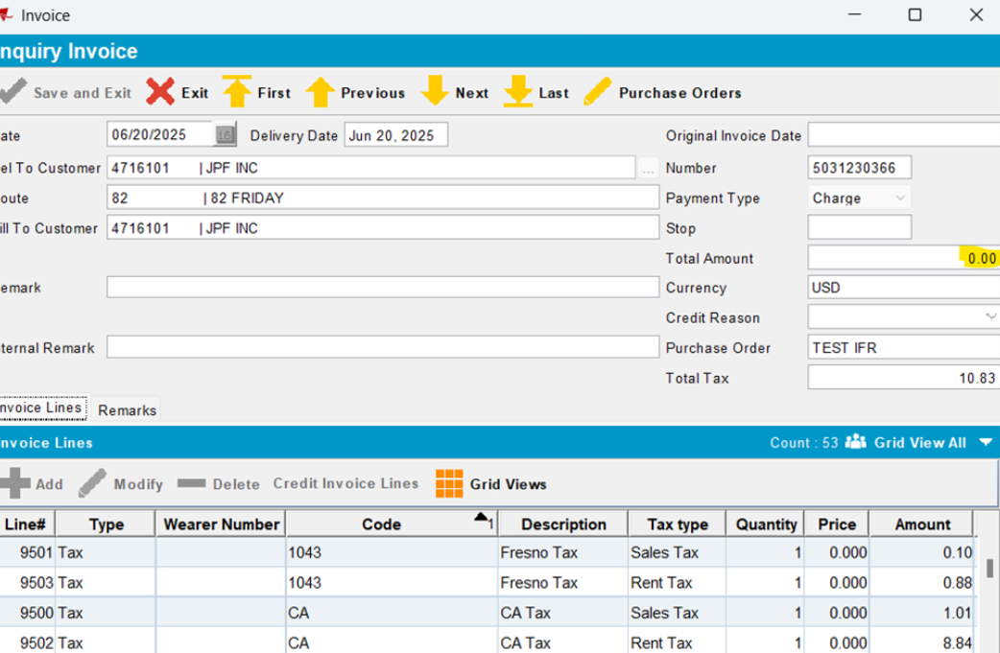 Invoice
nquiry Invoice
Save and Exit Exit First Previous Next Last Purchase Orders
ate 06/20/2025 Delivery Date Jun 20, 2025 Original Invoice Date
el To Customer 4716101 | JPF INC ... Number 5031230366
oute 82 | 82 FRIDAY Payment Type Charge
ill To Customer 4716101 | JPF INC Stop
Total Amount 0.00
emark Currency USD
Credit Reason
ternal Remark Purchase Order TEST IFR
Total Tax 10.83
nvoice Lines Remarks
nvoice Lines Count : 53 Grid View All
Add Modify Delete Credit Invoice Lines Grid Views
Line# Type Wearer Number Code 1 Description Tax type Quantity Price Amount
9501 Tax 1043 Fresno Tax Sales Tax 1 0.000 0.10
9503 Tax 1043 Fresno Tax Rent Tax 1 0.000 0.88
9500 Tax CA CA Tax Sales Tax 1 0.000 1.01
9502 Tax CA CA Tax Rent Tax 1 0.000 8.84